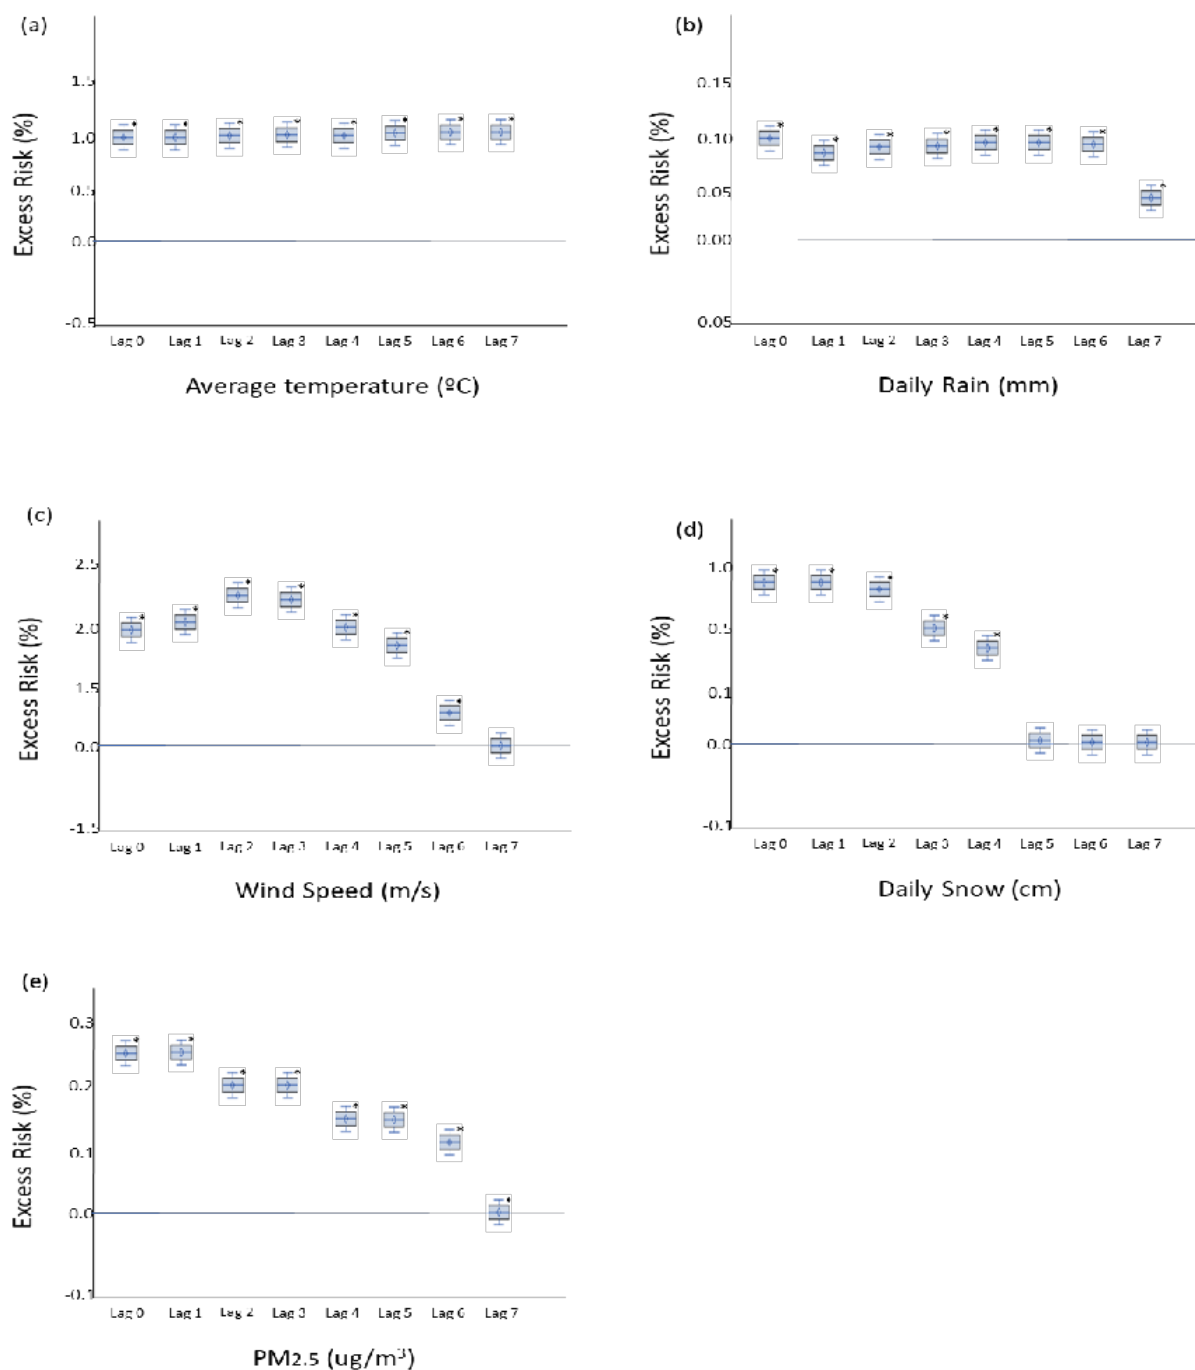 (a)
Excess Risk (%)
1.5
1.0
0.5
0.0
-0.5
Lag 0 Lag 1 Lag 2 Lag 3 Lag 4 Lag 5 Lag 6 Lag 7
Average temperature (ºC)
(b)
Excess Risk (%)
0.15
0.10
0.05
0.00
0.05
Lag 0 Lag 1 Lag 2 Lag 3 Lag 4 Lag 5 Lag 6 Lag 7
Daily Rain (mm)
(c)
Excess Risk (%)
2.5
2.0
1.5
0.0
-1.5
Lag 0 Lag 1 Lag 2 Lag 3 Lag 4 Lag 5 Lag 6 Lag 7
Wind Speed (m/s)
(d)
Excess Risk (%)
1.0
0.5
0.1
0.0
-0.1
Lag 0 Lag 1 Lag 2 Lag 3 Lag 4 Lag 5 Lag 6 Lag 7
Daily Snow (cm)
(e)
Excess Risk (%)
0.3
0.2
0.1
0.0
-0.1
Lag 0 Lag 1 Lag 2 Lag 3 Lag 4 Lag 5 Lag 6 Lag 7
PM2.5 (ug/m³)